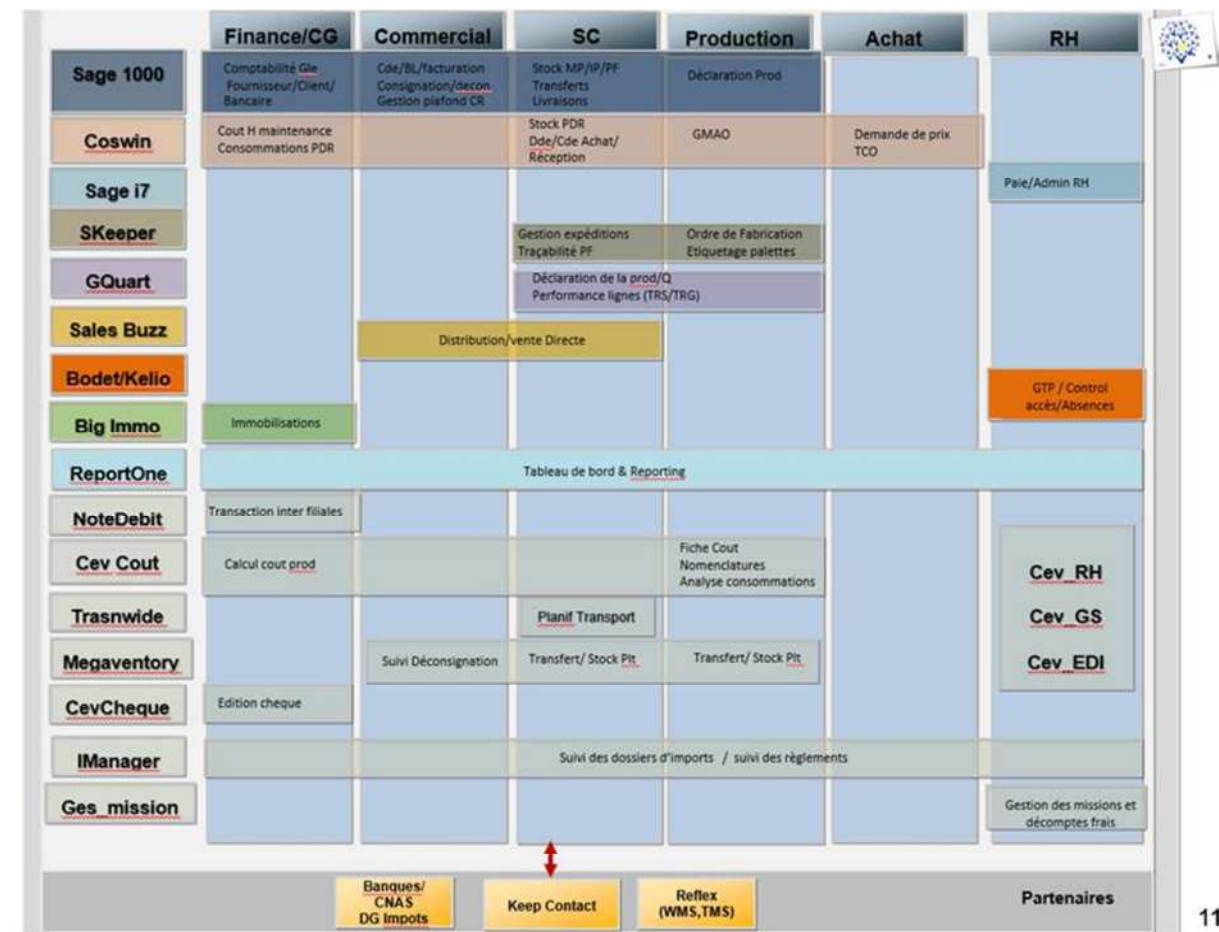 Finance/CG Commercial SC Production Achat RH
Sage 1000
Comptabilité Gle
Fournisseur/Client/
Bancaire
Cde/BL/facturation
Consignation/decon
Gestion plafond CR
Stock MP/IP/PF
Transferts
Livraisons
Déclaration Prod
Coswin
Cout H maintenance
Consommations PDR
Stock PDR
Dde/Cde Achat/
Réception
GMAO
Demande de prix
TCO
Sage i7
Paie/Admin RH
SKeeper
Gestion expéditions
Traçabilité PF
Ordre de Fabrication
Etiquetage palettes
GQuart
Déclaration de la prod/Q
Performance lignes (TRS/TRG)
Sales Buzz
Distribution/vente Directe
Bodet/Kelio
GTP / Control
accès/Absences
Big Immo
Immobilisations
ReportOne
Tableau de bord & Reporting
NoteDebit
Transaction inter filiales
Cev Cout
Calcul cout prod
Fiche Cout
Nomenclatures
Analyse consommations
Cev_RH
Cev_GS
Cev_EDI
Trasnwide
Planif Transport
Megaventory
Suivi Déconsignation
Transfert/ Stock Plt
Transfert/ Stock Plt
CevCheque
Edition cheque
IManager
Suivi des dossiers d'imports / suivi des règlements
Ges_mission
Gestion des missions et
décomptes frais
Banques/
CNAS
DG Impots
Keep Contact
Reflex
(WMS,TMS)
Partenaires
11